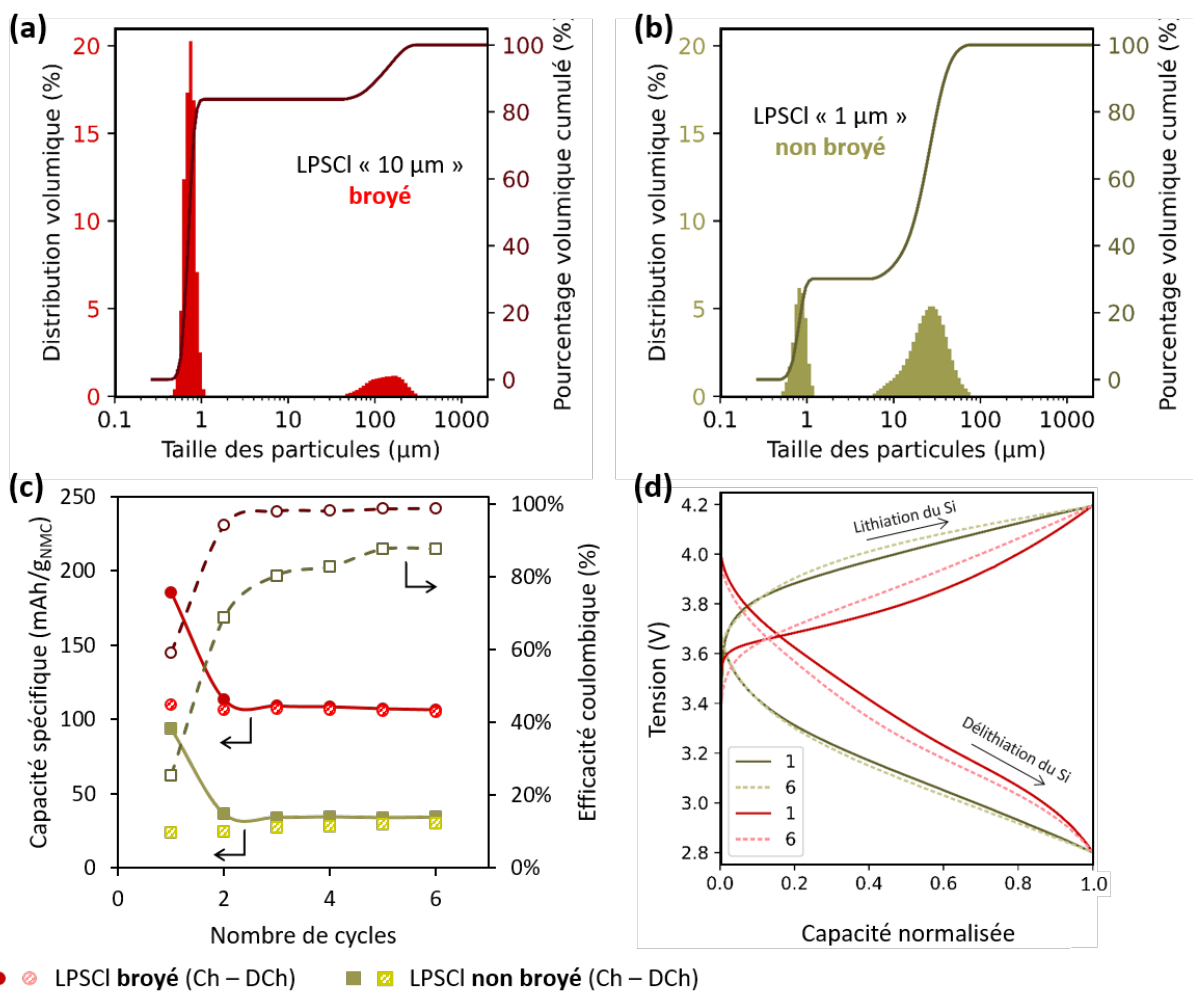 (a)
20
15
10
5
0
Distribution volumique (%)
100
80
60
40
20
0
Pourcentage volumique cumulé (%)
LPSCl « 10 µm »
broyé
0.1 1 10 100 1000
Taille des particules (µm)
(b)
20
15
10
5
0
Distribution volumique (%)
100
80
60
40
20
0
Pourcentage volumique cumulé (%)
LPSCl « 1 µm »
non broyé
0.1 1 10 100 1000
Taille des particules (µm)
(c)
250
200
150
100
50
0
Capacité spécifique (mAh/gNMC)
100%
80%
60%
40%
20%
0%
Efficacité coulombique (%)
0 2 4 6
Nombre de cycles
(d)
4.2
4.0
3.8
3.6
3.4
3.2
3.0
2.8
Tension (V)
Lithiation du Si
Délithiation du Si
1
6
1
6
0.0 0.2 0.4 0.6 0.8 1.0
Capacité normalisée
LPSCl broyé (Ch – DCh) LPSCl non broyé (Ch – DCh)